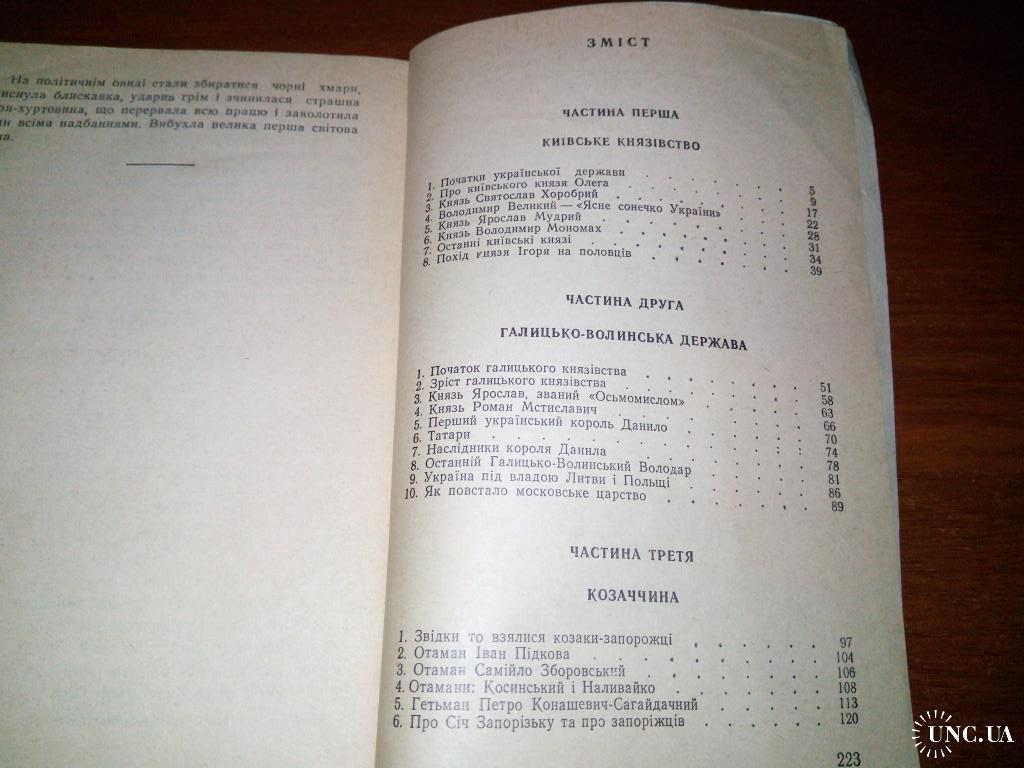 На політичнім овиді стали збиратися чорні хмари,
блискавка, ударив грім і зчинилася страшна
що перервала всю працю і заколотила
всіма надбаннями. Вибухла велика перша світова
ЗМІСТ
ЧАСТИНА ПЕРША
КИЇВСЬКЕ КНЯЗІВСТВО
1. Початки української держави . . . . . . 5
2. Про київського князя Олега . . . . . . 9
3. Князь Святослав Хоробрий . . . . . . 17
4. Володимир Великий — «Ясне сонечко України» . . . 22
5. Князь Ярослав Мудрий . . . . . . 28
6. Князь Володимир Мономах . . . . . . 31
7. Останні київські князі . . . . . . 34
8. Похід князя Ігоря на половців . . . . . . 39
ЧАСТИНА ДРУГА
ГАЛИЦЬКО-ВОЛИНСЬКА ДЕРЖАВА
1. Початок галицького князівства . . . . . . 51
2. Зріст галицького князівства . . . . . . 58
3. Князь Ярослав, званий «Осьмомислом» . . . . . 63
4. Князь Роман Мстиславич . . . . . . 66
5. Перший український король Данило . . . . . 70
6. Татари . . . . . . . . . 74
7. Наслідники короля Данила . . . . . . 78
8. Останній Галицько-Волинський Володар . . . . 81
9. Україна під владою Литви і Польщі . . . . . 86
10. Як повстало московське царство . . . . . . 89
ЧАСТИНА ТРЕТЯ
КОЗАЧЧИНА
1. Звідки то взялися козаки-запорожці . . . . . 97
2. Отаман Іван Підкова . . . . . . . 104
3. Отаман Самійло Зборовський . . . . . . 106
4. Отамани: Косинський і Наливайко . . . . . 108
5. Гетьман Петро Конашевич-Сагайдачний . . . . 113
6. Про Січ Запорізьку та про запоріжців . . . . . 120
223
UNC.UA